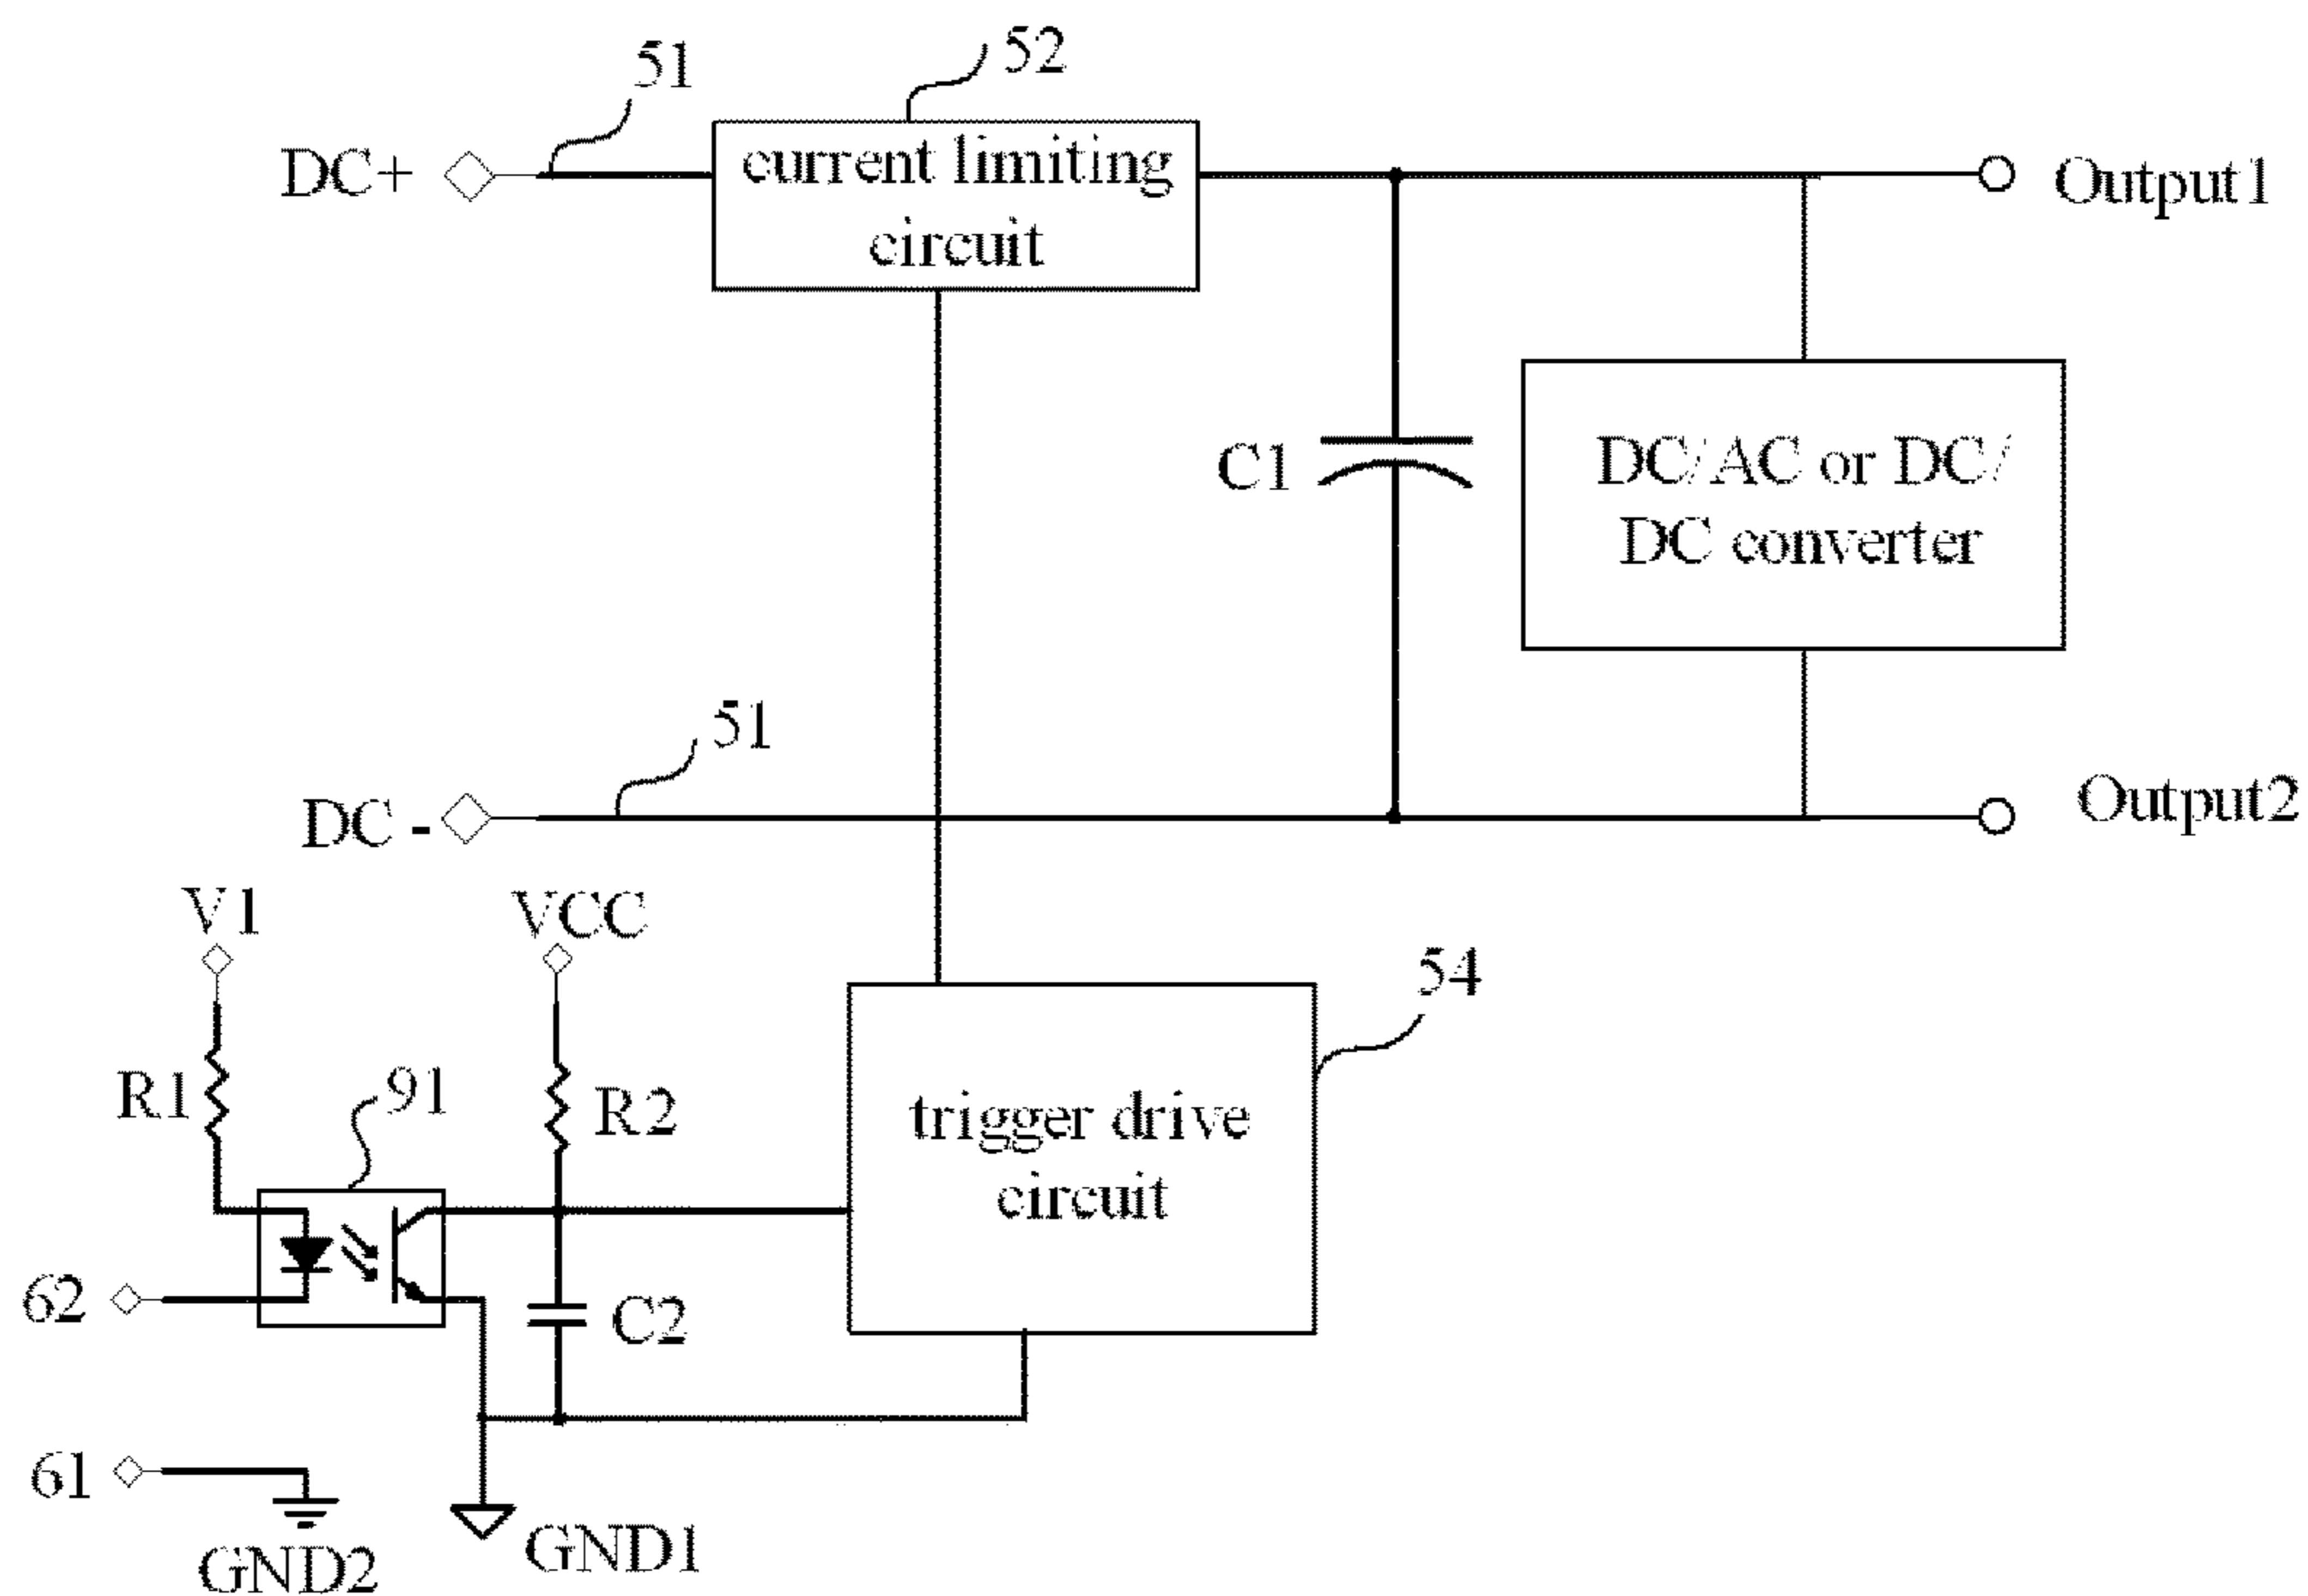 51
52
DC+
current limiting
circuit
Output1
C1
DC/AC or DC/
DC converter
51
DC -
Output2
V1
VCC
54
R1
91
R2
trigger drive
circuit
62
C2
61
GND2
GND1